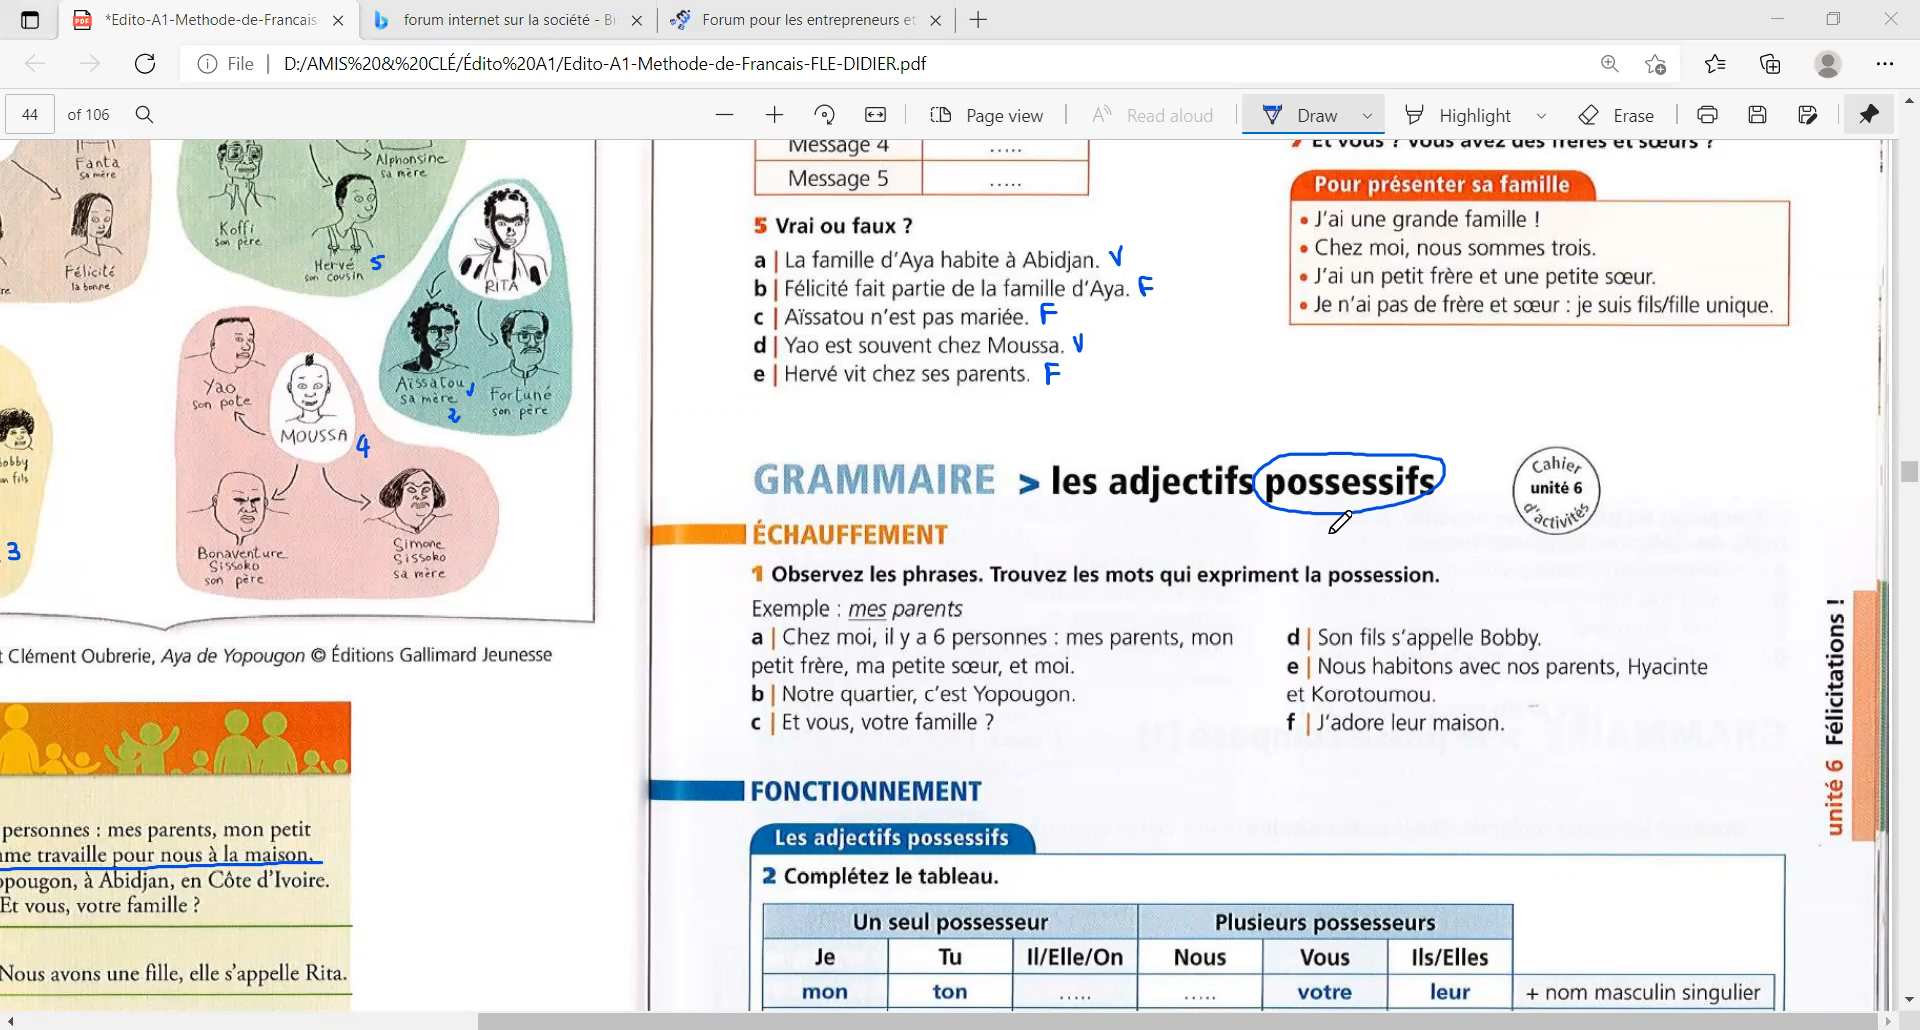 *Edito-A1-Methode-de-Francais-
forum internet sur la société - Bi
Forum pour les entrepreneurs et
File
D:/AMIS%20&%20CLÉ/Édito%20A1/Edito-A1-Methode-de-Francais-FLE-DIDIER.pdf
44 of 106
Page view
Read aloud
Draw
Highlight
Erase
Fanta
sa mère
Félicité
la bonne
Koffi
son père
Alphonsine
sa mère
Hervé
son cousin
5
RITA
Aïssatou
sa mère
2
Fortuné
son père
Yao
son pote
MOUSSA
4
Bonaventure
Sissoko
son père
Simone
Sissoko
sa mère
3
Clément Oubrerie, Aya de Yopougon © Éditions Gallimard Jeunesse
personnes : mes parents, mon petit
travaille pour nous à la maison.
à Abidjan, en Côte d'Ivoire.
Et vous, votre famille ?
Nous avons une fille, elle s'appelle Rita.
Message 4 .....
Message 5 .....
5 Vrai ou faux ?
a | La famille d'Aya habite à Abidjan. V
b | Félicité fait partie de la famille d'Aya. F
c | Aïssatou n'est pas mariée. F
d | Yao est souvent chez Moussa. V
e | Hervé vit chez ses parents. F
7 Et vous ? Vous avez des frères et sœurs ?
Pour présenter sa famille
• J'ai une grande famille !
• Chez moi, nous sommes trois.
• J'ai un petit frère et une petite sœur.
• Je n'ai pas de frère et sœur : je suis fils/fille unique.
GRAMMAIRE > les adjectifs possessifs
Cahier
unité 6
d'activités
ÉCHAUFFEMENT
1 Observez les phrases. Trouvez les mots qui expriment la possession.
Exemple : mes parents
a | Chez moi, il y a 6 personnes : mes parents, mon
petit frère, ma petite sœur, et moi.
b | Notre quartier, c'est Yopougon.
c | Et vous, votre famille ?
d | Son fils s'appelle Bobby.
e | Nous habitons avec nos parents, Hyacinte
et Korotoumou.
f | J'adore leur maison.
FONCTIONNEMENT
Les adjectifs possessifs
2 Complétez le tableau.
Un seul possesseur Plusieurs possesseurs
Je Tu Il/Elle/On Nous Vous Ils/Elles
mon ton ..... ..... votre leur + nom masculin singulier
unité 6 Félicitations !